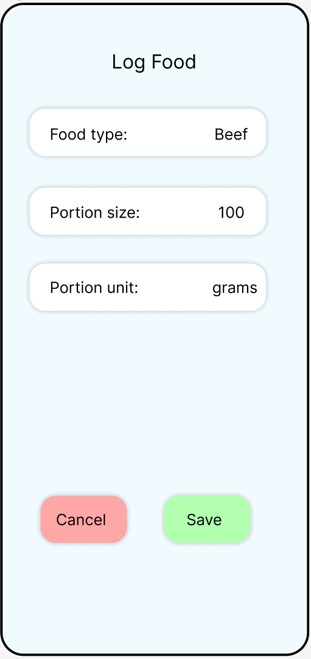 Log Food
Food type: Beef
Portion size: 100
Portion unit: grams
Cancel Save